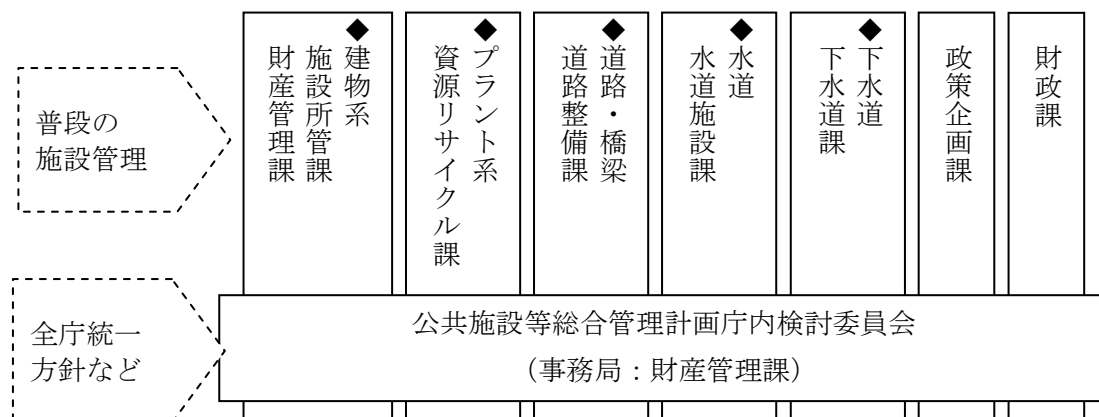 普段の
施設管理
◆建物系
施設所管課
財産管理課
◆プラント系
資源リサイクル課
◆道路・橋梁
道路整備課
◆水道
水道施設課
◆下水道
下水道課
政策企画課
財政課
全庁統一
方針など
公共施設等総合管理計画庁内検討委員会
（事務局：財産管理課）